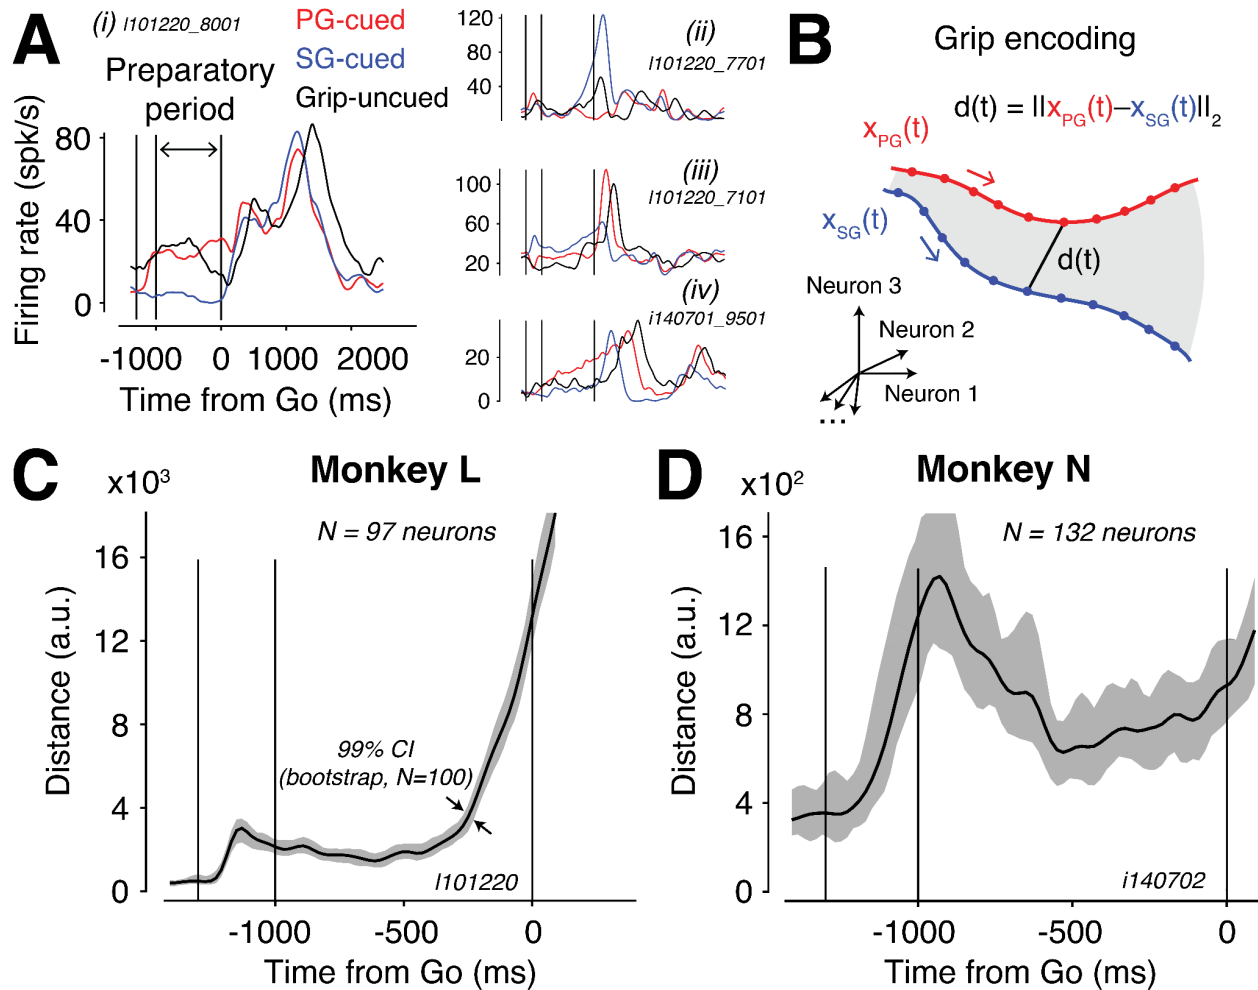 A
(i) l101220_8001
PG-cued
SG-cued
Grip-uncued
Preparatory
period
Firing rate (spk/s)
80
40
0
-1000 0 1000 2000
Time from Go (ms)
(ii)
l101220_7701
120
80
40
(iii)
l101220_7101
100
60
20
(iv)
i140701_9501
20
0
B
Grip encoding
d(t) = ||xPG(t)–xSG(t)||2
xPG(t)
xSG(t)
d(t)
Neuron 3
Neuron 2
Neuron 1
...
C
Monkey L
x10³
N = 97 neurons
Distance (a.u.)
16
12
8
4
0
99% CI
(bootstrap, N=100)
l101220
-1000 -500 0
Time from Go (ms)
D
Monkey N
x10²
N = 132 neurons
Distance (a.u.)
16
12
8
4
0
i140702
-1000 -500 0
Time from Go (ms)